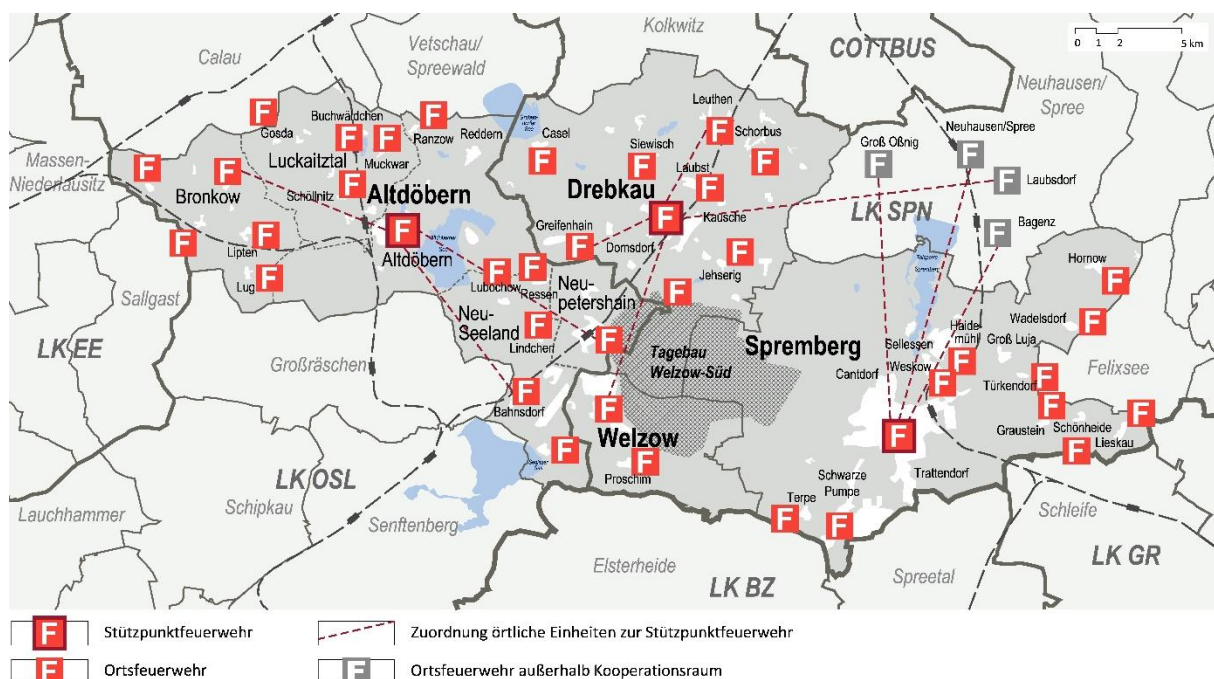 Kolkwitz
COTTBUS
0 1 2 5 km
Calau
Vetschau/
Spreewald
Neuhausen/
Spree
Leuthen
F
Buchwäldchen
F
Gosda
F
Ranzow
Reddern
F
F
Muckwar
Casel
F
Siewisch
F
Schorbus
F
Neuhausen/Spree
F
Groß Oßnig
F
Massen-
Niederlausitz
F
F
Bronkow
Luckaitztal
F
Schöllnitz
Altdöbern
F
Altdöbern
Drebkau
Laubst
F
Kausche
F
F
Laubsdorf
LK SPN
Bagenz
F
Greifenhain
F
Domsdorf
F
Jehserig
F
Lipten
F
F
Lug
F
Sallgast
Lubochow
F
F
Ressen
Neu-
petershain
F
Neu-
Seeland
F
Lindchen
Hornow
F
Wadelsdorf
F
LK EE
Großräschen
Tagebau
Welzow-Süd
Spremberg
Haide-
mühl
F
Sellessen
Weskow
F
Cantdorf
Groß Luja
Türkendorf
F
Felixsee
F
Bahnsdorf
F
Welzow
F
Graustein
F
Schönheide
F
Lieskau
F
F
Proschim
F
F
Trattendorf
LK OSL
Schipkau
Senftenberg
Lauchhammer
Schwarze
Pumpe
F
Terpe
F
Schleife
LK GR
Elsterheide
LK BZ
Spreetal
F Stützpunktfeuerwehr
Zuordnung örtliche Einheiten zur Stützpunktfeuerwehr
F Ortsfeuerwehr
F Ortsfeuerwehr außerhalb Kooperationsraum